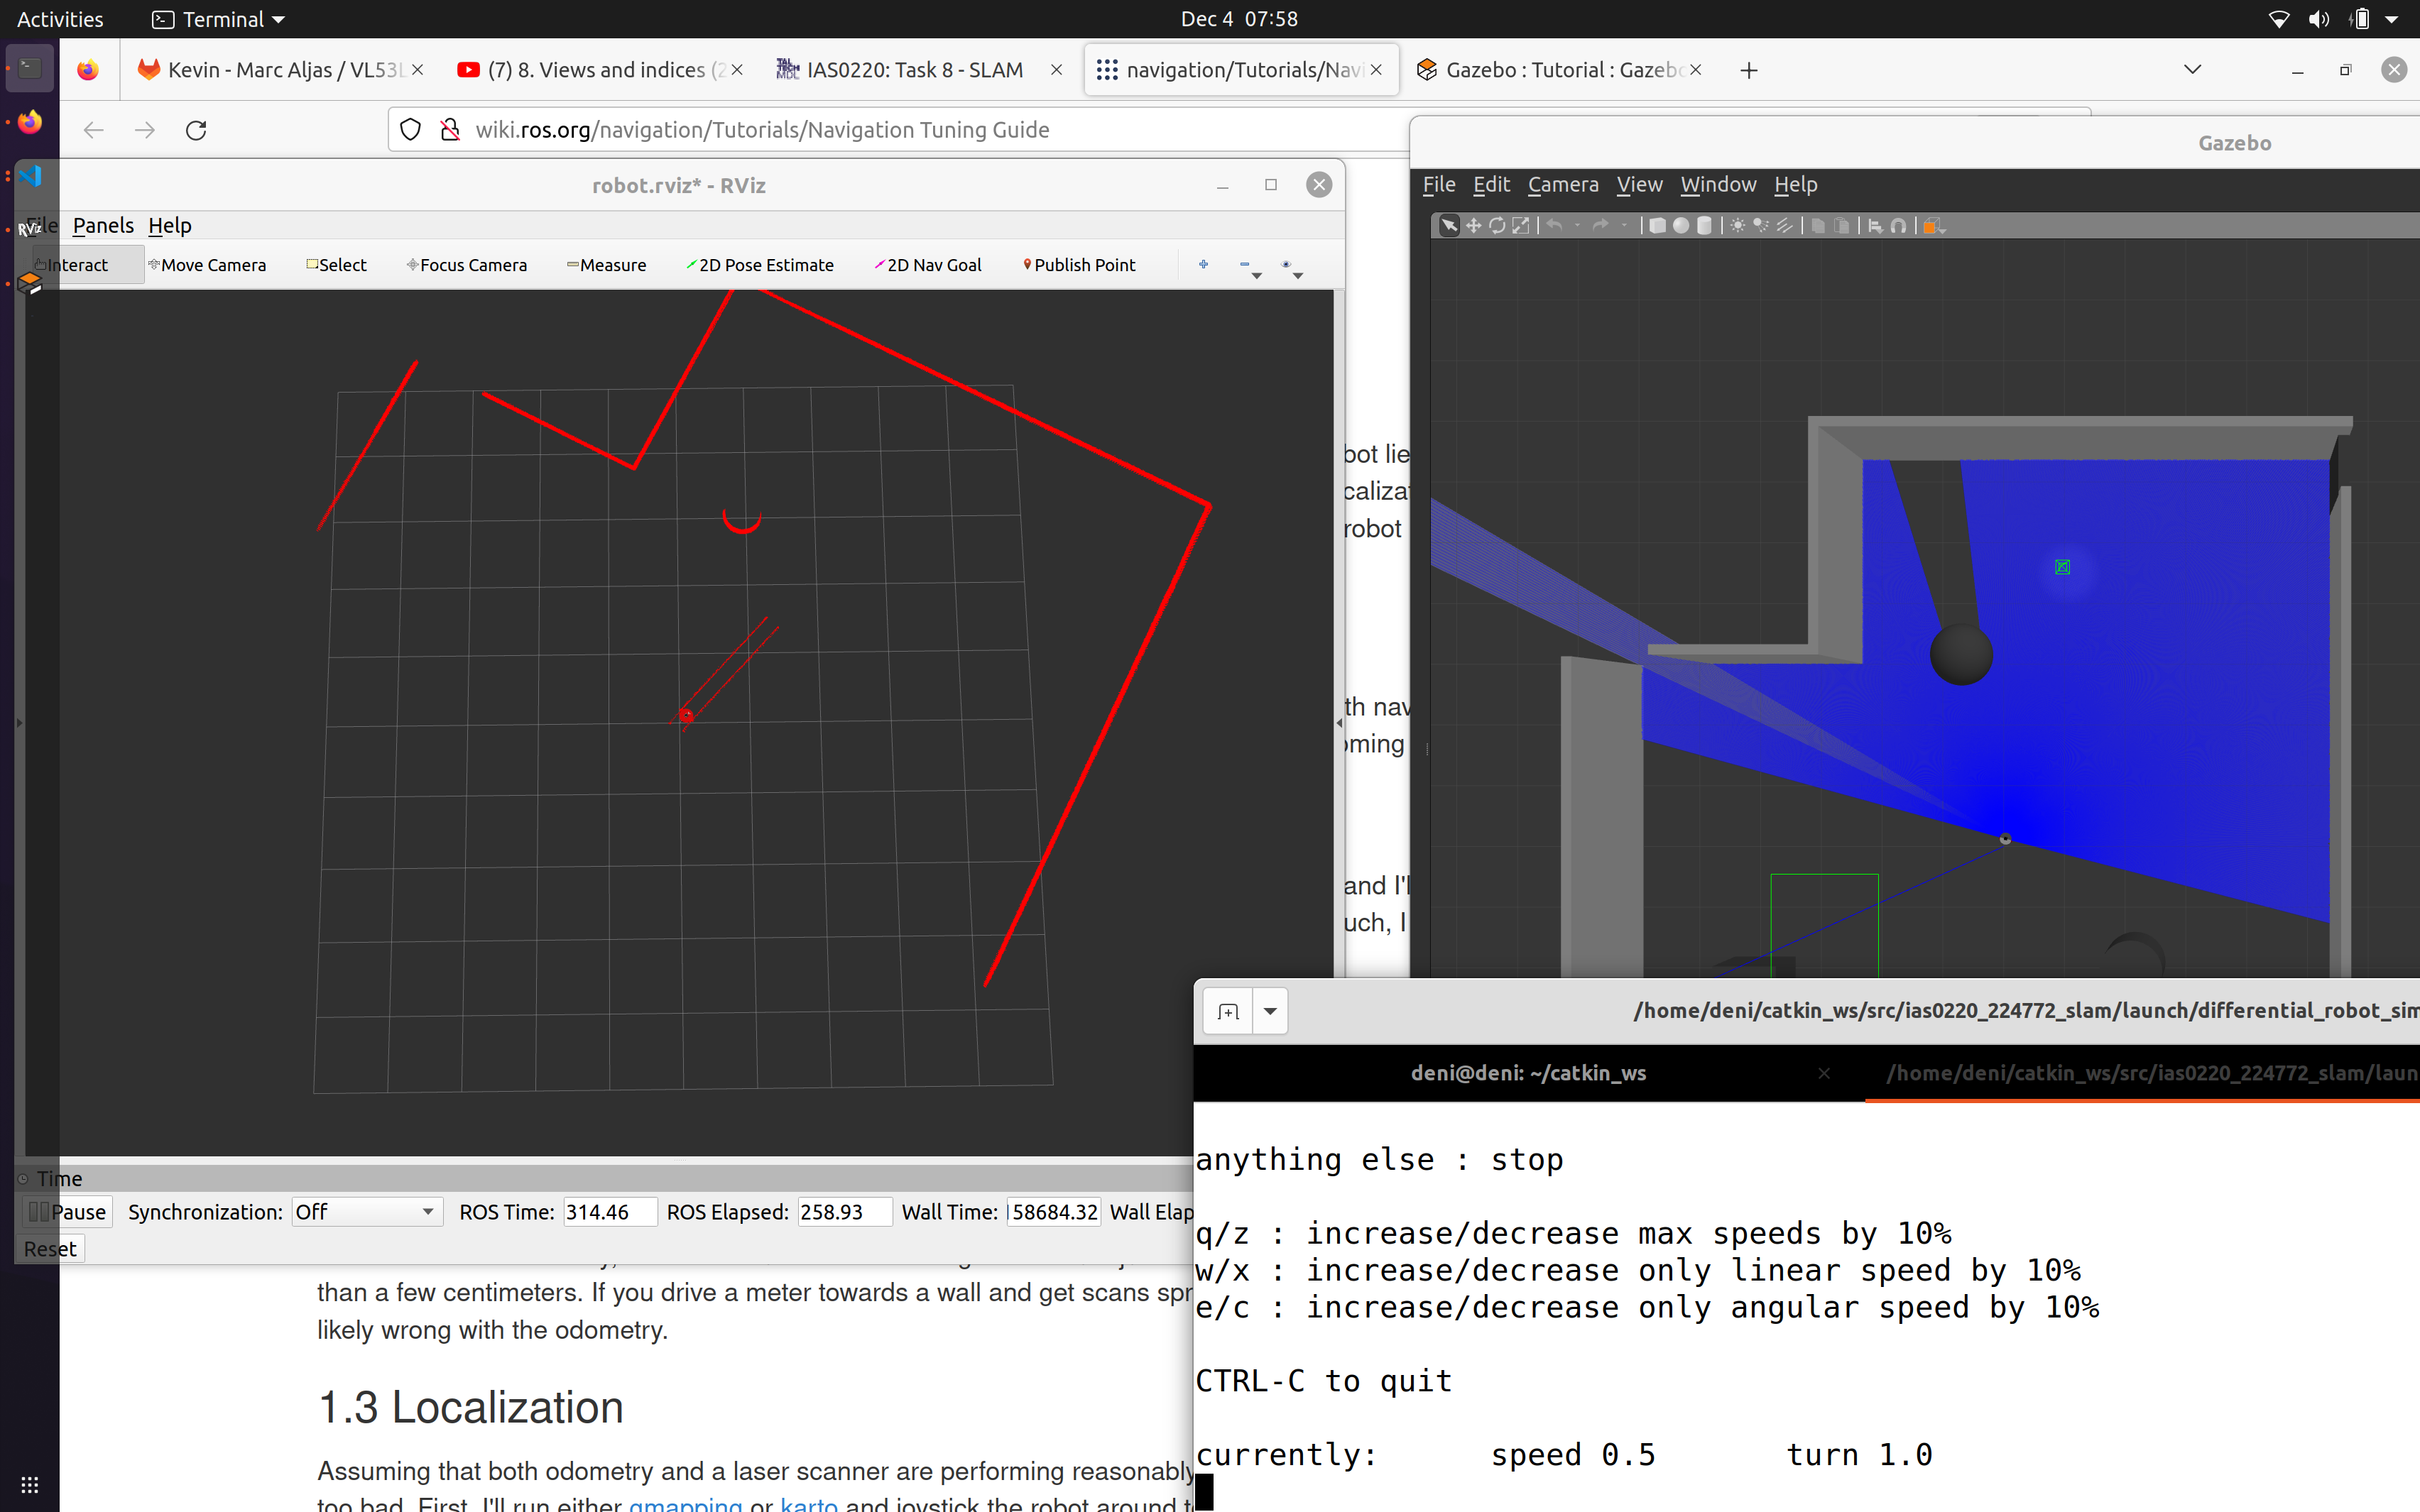 Activities
Terminal
Dec 4 07:58
Kevin - Marc Aljas / VL53L
(7) 8. Views and indices (2
IAS0220: Task 8 - SLAM
navigation/Tutorials/Navi
Gazebo : Tutorial : Gazebo
wiki.ros.org/navigation/Tutorials/Navigation Tuning Guide
robot.rviz* - RViz
File Panels Help
Interact Move Camera Select Focus Camera Measure 2D Pose Estimate 2D Nav Goal Publish Point
Gazebo
File Edit Camera View Window Help
bot lie
calizat
robot
th nav
oming
and I'l
uch, I
Time
Pause Synchronization: Off ROS Time: 314.46 ROS Elapsed: 258.93 Wall Time: 58684.32 Wall Elap
Reset
than a few centimeters. If you drive a meter towards a wall and get scans spr
likely wrong with the odometry.
1.3 Localization
Assuming that both odometry and a laser scanner are performing reasonably
too bad. First, I'll run either gmapping or karto and joystick the robot around t
/home/deni/catkin_ws/src/ias0220_224772_slam/launch/differential_robot_sim
deni@deni: ~/catkin_ws
/home/deni/catkin_ws/src/ias0220_224772_slam/laun
anything else : stop
q/z : increase/decrease max speeds by 10%
w/x : increase/decrease only linear speed by 10%
e/c : increase/decrease only angular speed by 10%
CTRL-C to quit
currently: speed 0.5 turn 1.0